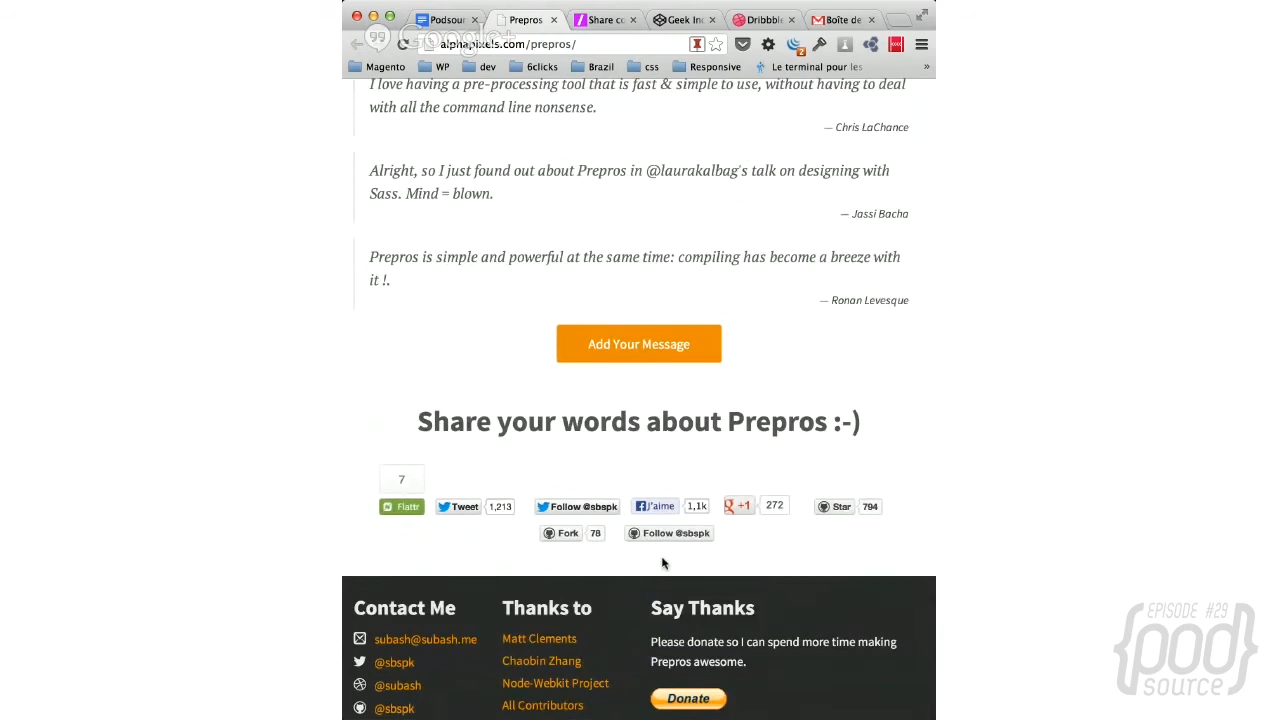 Podsour
Prepros
Share co
Geek Inc
Dribbble
Boîte de
Google+
alphapixels.com/prepros/
2
Magento
WP
dev
6clicks
Brazil
css
Responsive
Le terminal pour les
»
I love having a pre-processing tool that is fast & simple to use, without having to deal
with all the command line nonsense.
— Chris LaChance
Alright, so I just found out about Prepros in @laurakalbag's talk on designing with
Sass. Mind = blown.
— Jassi Bacha
Prepros is simple and powerful at the same time: compiling has become a breeze with
it !.
— Ronan Levesque
Add Your Message
Share your words about Prepros :-)
7
Flattr
Tweet 1,213
Follow @sbspk
J'aime 1,1k
+1 272
Star 794
Fork 78
Follow @sbspk
Contact Me
subash@subash.me
@sbspk
@subash
@sbspk
Thanks to
Matt Clements
Chaobin Zhang
Node-Webkit Project
All Contributors
Say Thanks
Please donate so I can spend more time making
Prepros awesome.
Donate
EPISODE #29
{pod}
source